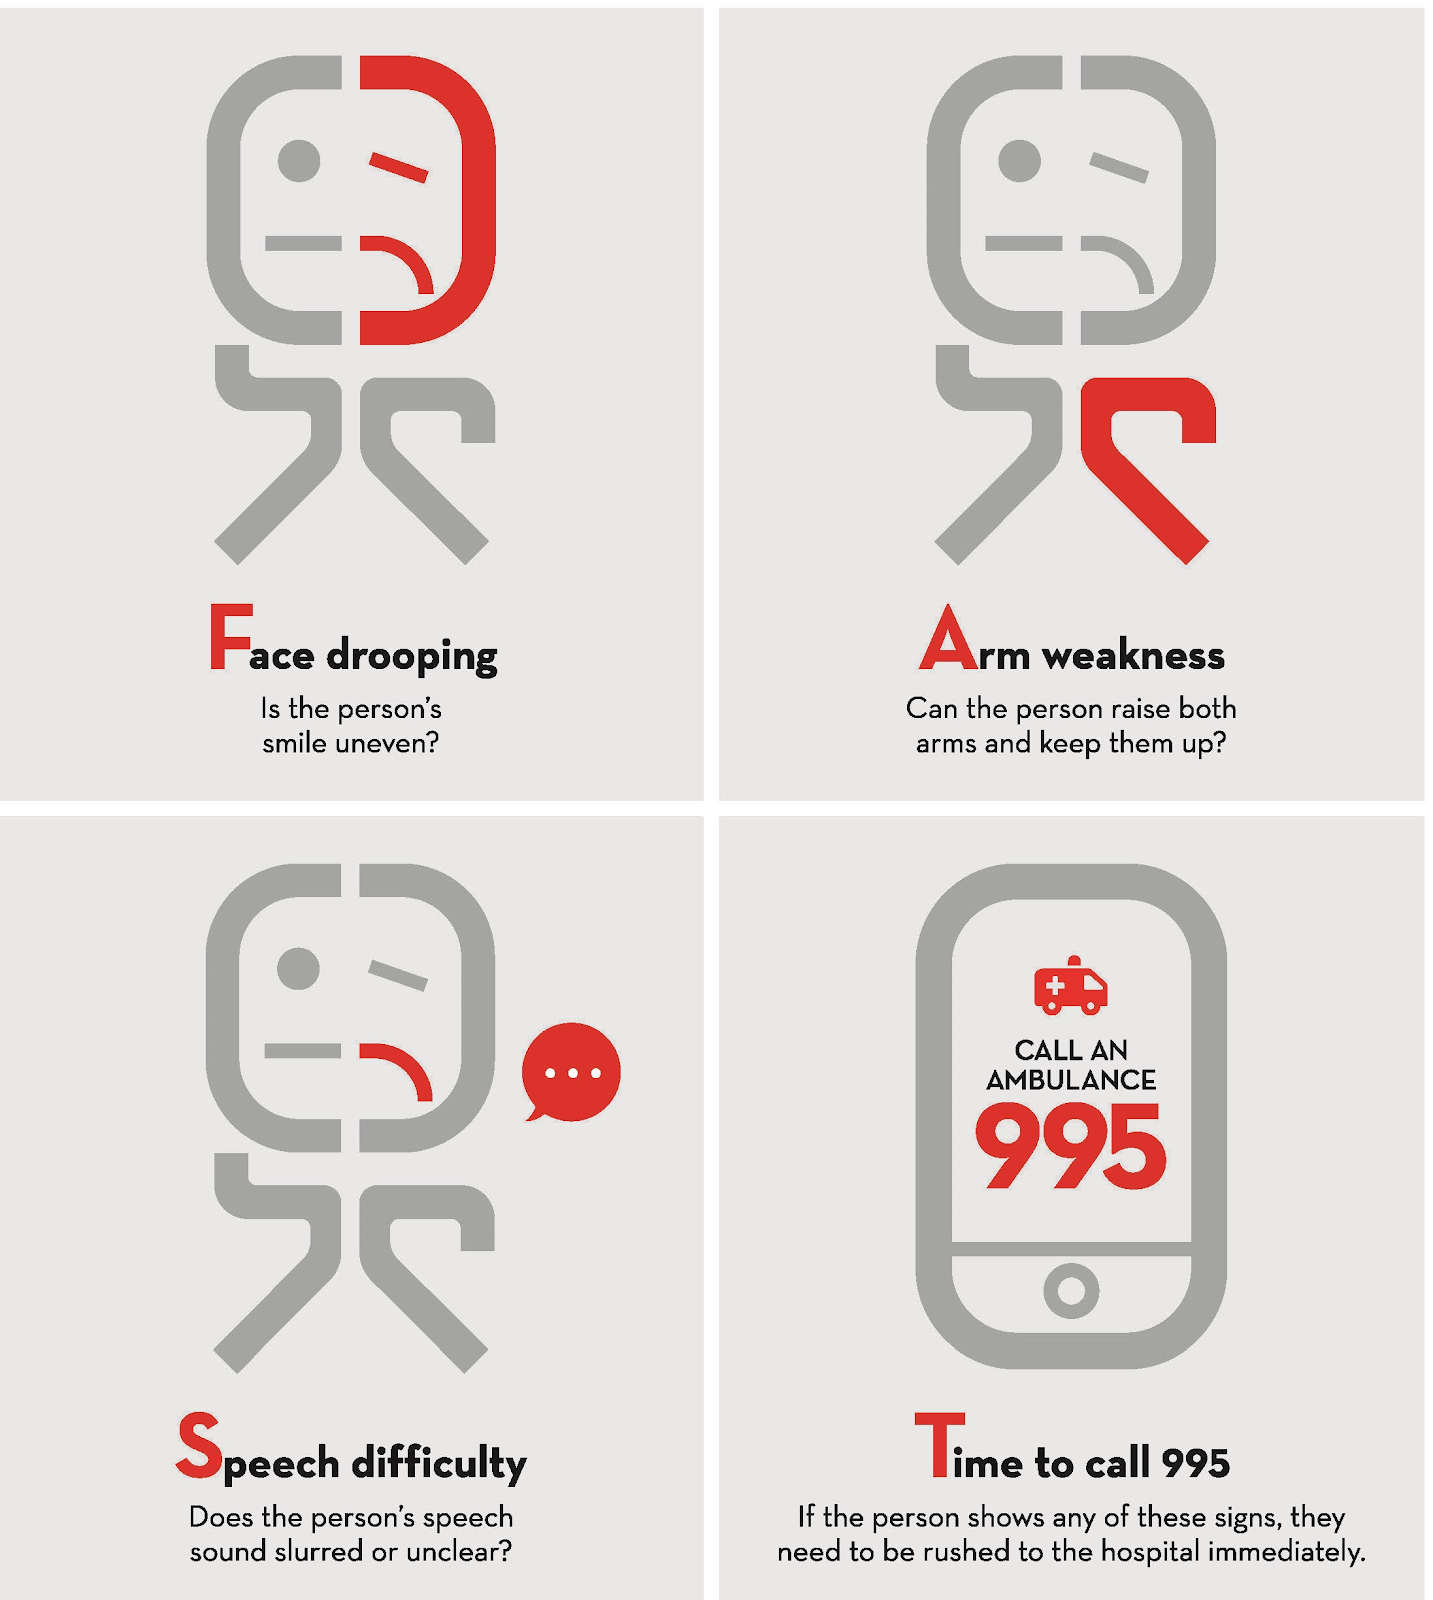 Face drooping
Is the person's
smile uneven?
Arm weakness
Can the person raise both
arms and keep them up?
CALL AN
AMBULANCE
995
Speech difficulty
Does the person's speech
sound slurred or unclear?
Time to call 995
If the person shows any of these signs, they
need to be rushed to the hospital immediately.